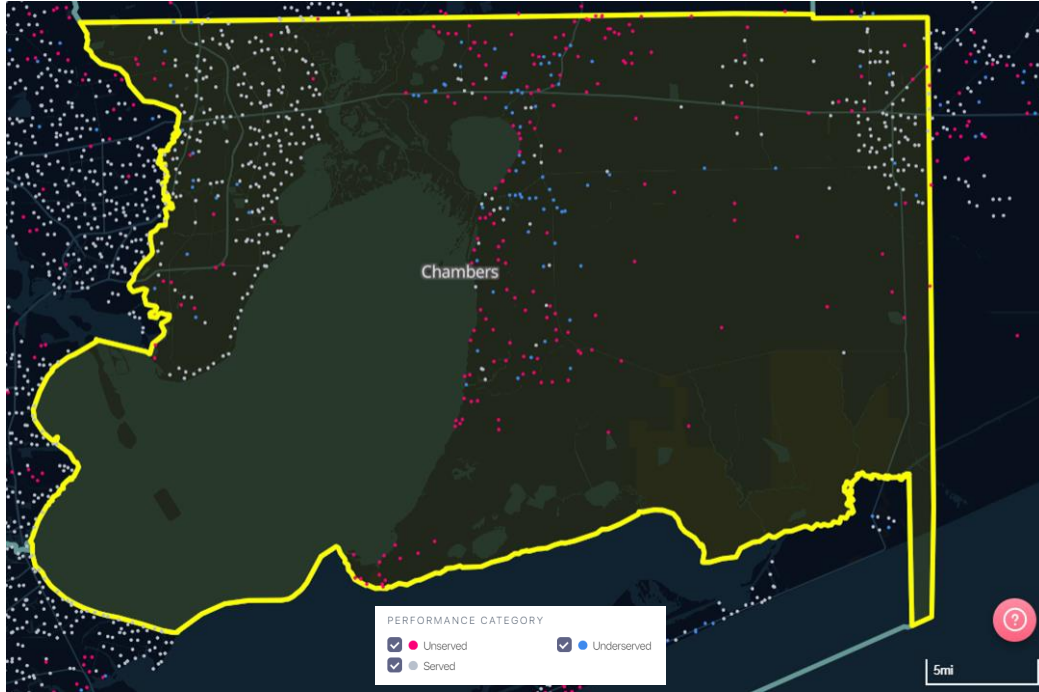 Chambers
PERFORMANCE CATEGORY
Unserved
Underserved
Served
?
5mi